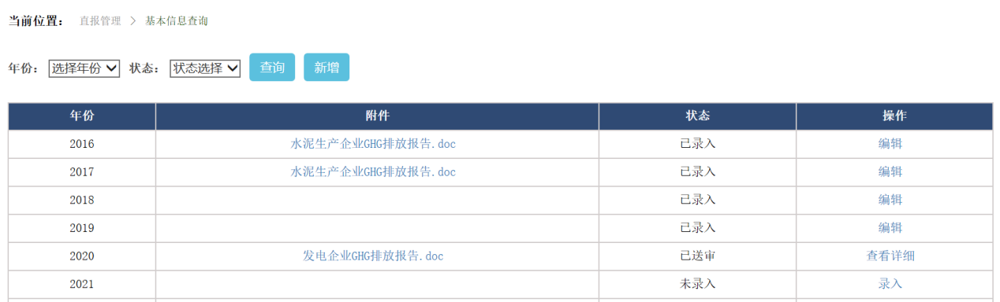 当前位置： 直报管理 > 基本信息查询
年份： 选择年份 状态： 状态选择 查询 新增
年份 附件 状态 操作
2016 水泥生产企业GHG排放报告.doc 已录入 编辑
2017 水泥生产企业GHG排放报告.doc 已录入 编辑
2018 已录入 编辑
2019 已录入 编辑
2020 发电企业GHG排放报告.doc 已送审 查看详细
2021 未录入 录入